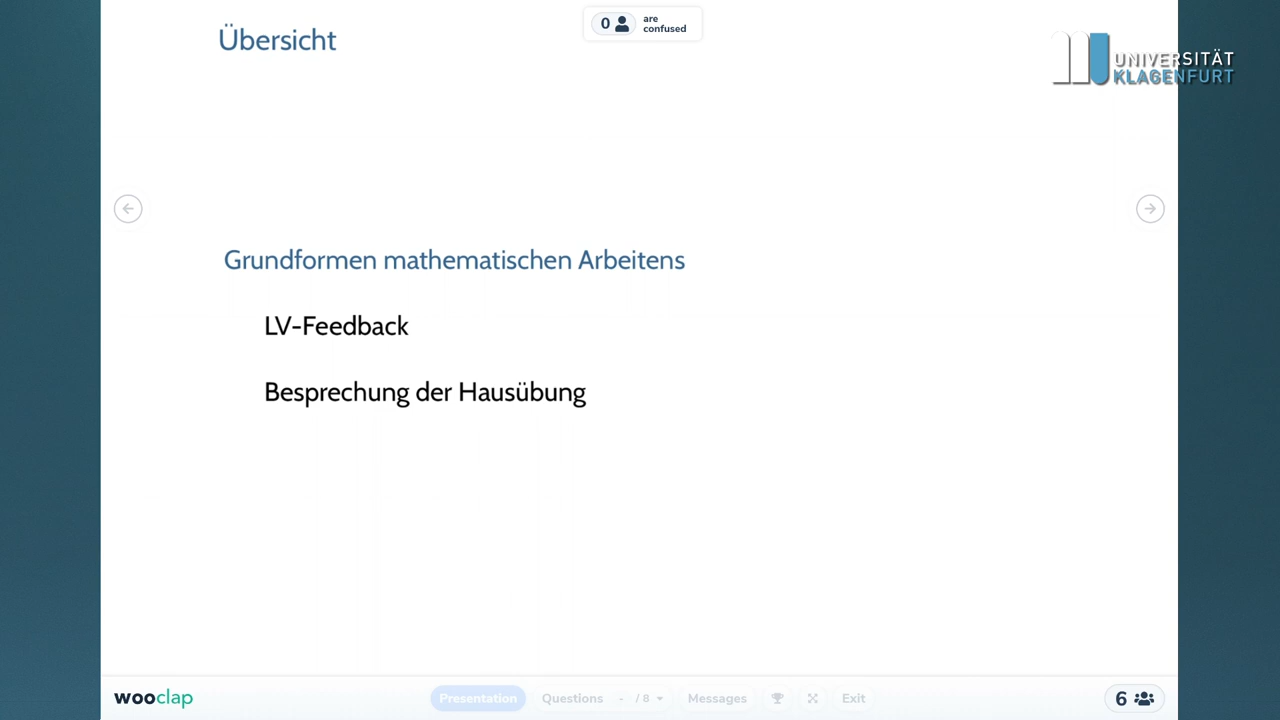 Übersicht
0 are
confused
UNIVERSITÄT
KLAGENFURT
Grundformen mathematischen Arbeitens
LV-Feedback
Besprechung der Hausübung
wooclap
Presentation
Questions - / 8
Messages
Exit
6